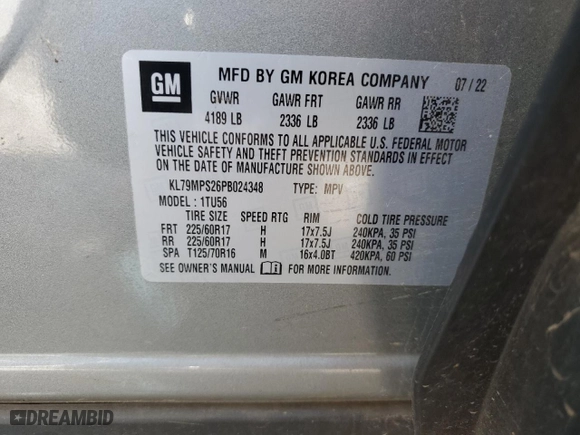 GM
MFD BY GM KOREA COMPANY 07 / 22
GVWR GAWR FRT GAWR RR
4189 LB 2336 LB 2336 LB
THIS VEHICLE CONFORMS TO ALL APPLICABLE U.S. FEDERAL MOTOR
VEHICLE SAFETY AND THEFT PREVENTION STANDARDS IN EFFECT
ON THE DATE OF MANUFACTURE SHOWN ABOVE.
KL79MPS26PB024348 TYPE: MPV
MODEL: 1TU56
TIRE SIZE SPEED RTG RIM COLD TIRE PRESSURE
FRT 225/60R17 H 17x7.5J 240KPA, 35 PSI
RR 225/60R17 H 17x7.5J 240KPA, 35 PSI
SPA T125/70R16 M 16x4.0BT 420KPA, 60 PSI
SEE OWNER'S MANUAL FOR MORE INFORMATION
DREAMBID